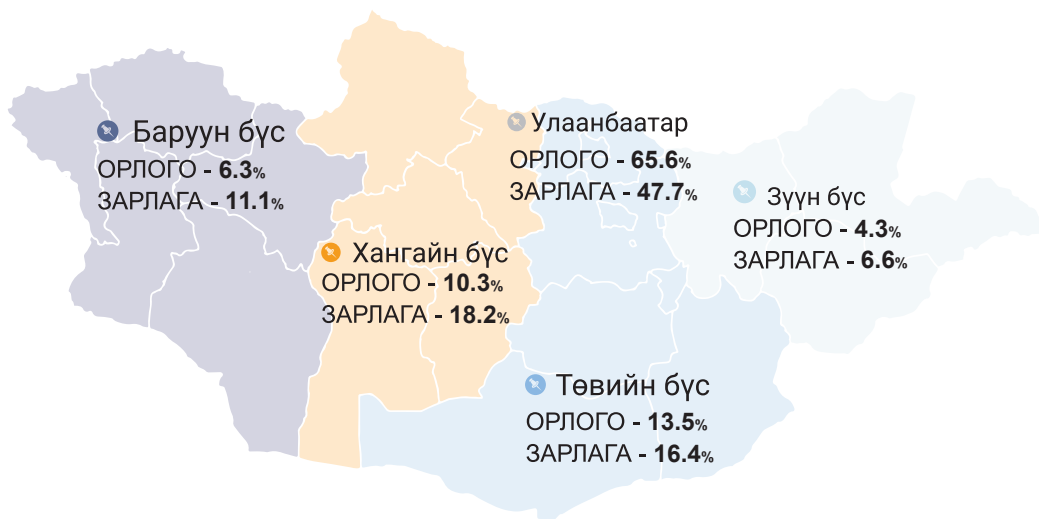 Баруун бүс
ОРЛОГО - 6.3%
ЗАРЛАГА - 11.1%
Хангайн бүс
ОРЛОГО - 10.3%
ЗАРЛАГА - 18.2%
Улаанбаатар
ОРЛОГО - 65.6%
ЗАРЛАГА - 47.7%
Зүүн бүс
ОРЛОГО - 4.3%
ЗАРЛАГА - 6.6%
Төвийн бүс
ОРЛОГО - 13.5%
ЗАРЛАГА - 16.4%